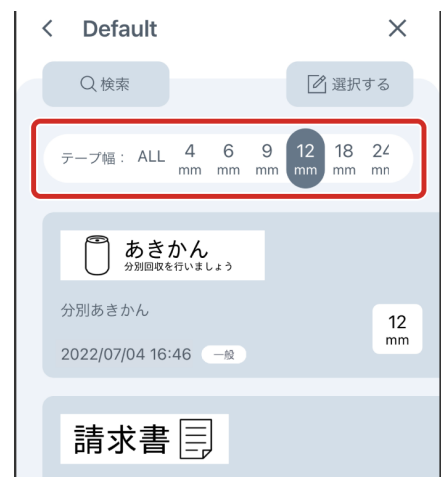 Default
検索 選択する
テープ幅： ALL 4 mm 6 mm 9 mm 12 mm 18 mm 24 mm
あきかん
分別回収を行いましょう
分別あきかん
12
mm
2022/07/04 16:46 一般
請求書